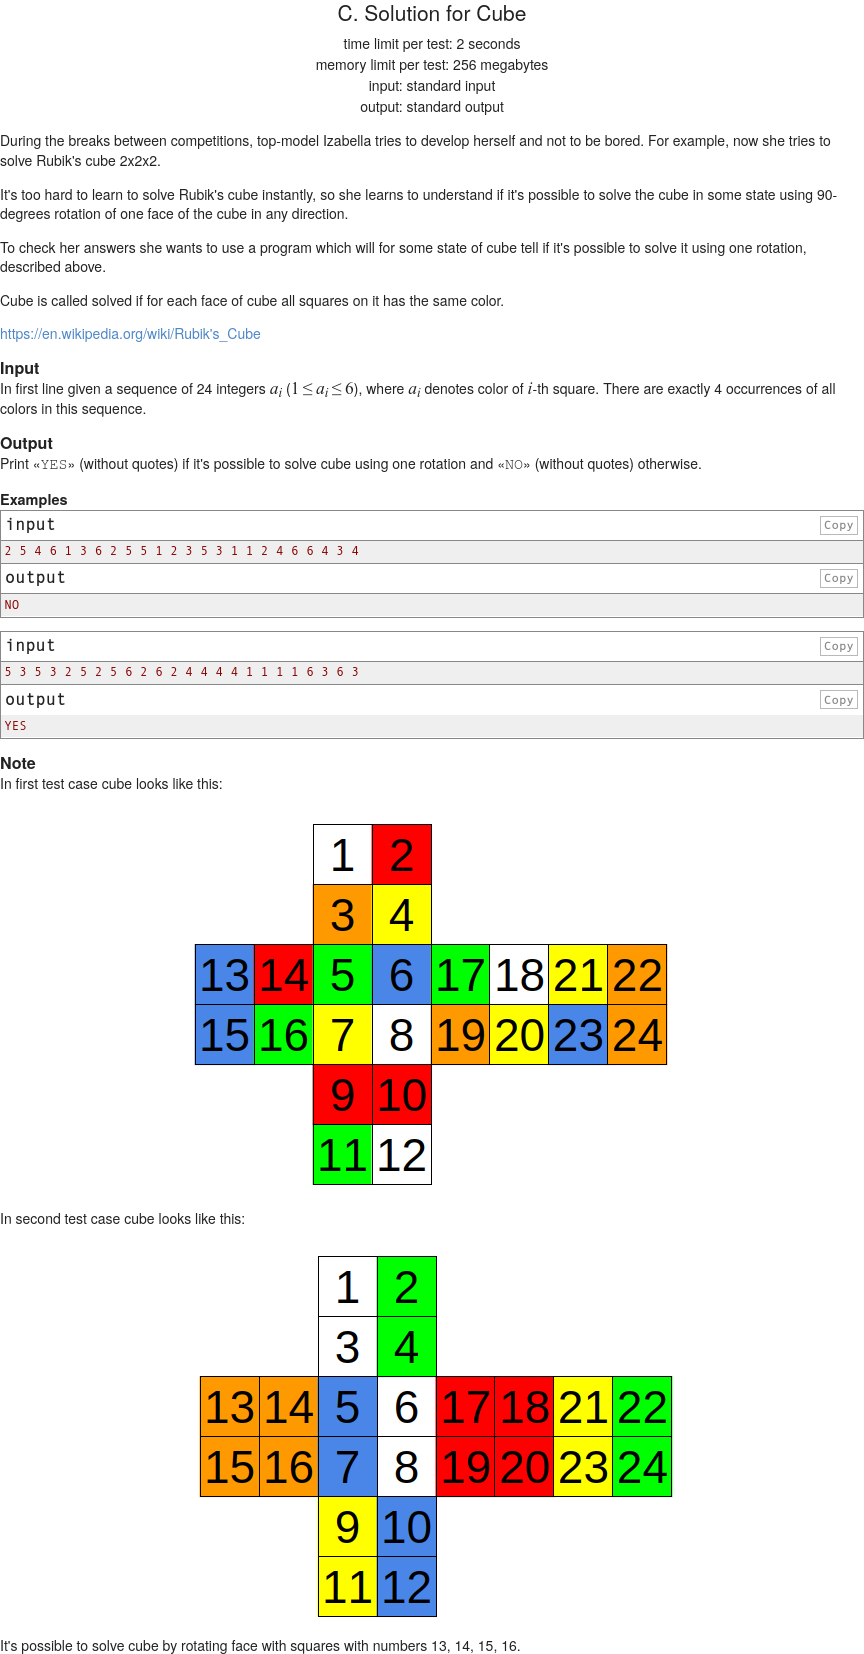 C. Solution for Cube
time limit per test: 2 seconds
memory limit per test: 256 megabytes
input: standard input
output: standard output
During the breaks between competitions, top-model Izabella tries to develop herself and not to be bored. For example, now she tries to
solve Rubik's cube 2x2x2.
It's too hard to learn to solve Rubik's cube instantly, so she learns to understand if it's possible to solve the cube in some state using 90-
degrees rotation of one face of the cube in any direction.
To check her answers she wants to use a program which will for some state of cube tell if it's possible to solve it using one rotation,
described above.
Cube is called solved if for each face of cube all squares on it has the same color.
https://en.wikipedia.org/wiki/Rubik's_Cube
Input
In first line given a sequence of 24 integers a_i (1 ≤ a_i ≤ 6), where a_i denotes color of i-th square. There are exactly 4 occurrences of all
colors in this sequence.
Output
Print «YES» (without quotes) if it's possible to solve cube using one rotation and «NO» (without quotes) otherwise.
Examples
input Copy
2 5 4 6 1 3 6 2 5 5 1 2 3 5 3 1 1 2 4 6 6 4 3 4
output Copy
NO
input Copy
5 3 5 3 2 5 2 5 6 2 6 2 4 4 4 4 1 1 1 1 6 3 6 3
output Copy
YES
Note
In first test case cube looks like this:
1 2
3 4
13 14 5 6 17 18 21 22
15 16 7 8 19 20 23 24
9 10
11 12
In second test case cube looks like this:
1 2
3 4
13 14 5 6 17 18 21 22
15 16 7 8 19 20 23 24
9 10
11 12
It's possible to solve cube by rotating face with squares with numbers 13, 14, 15, 16.